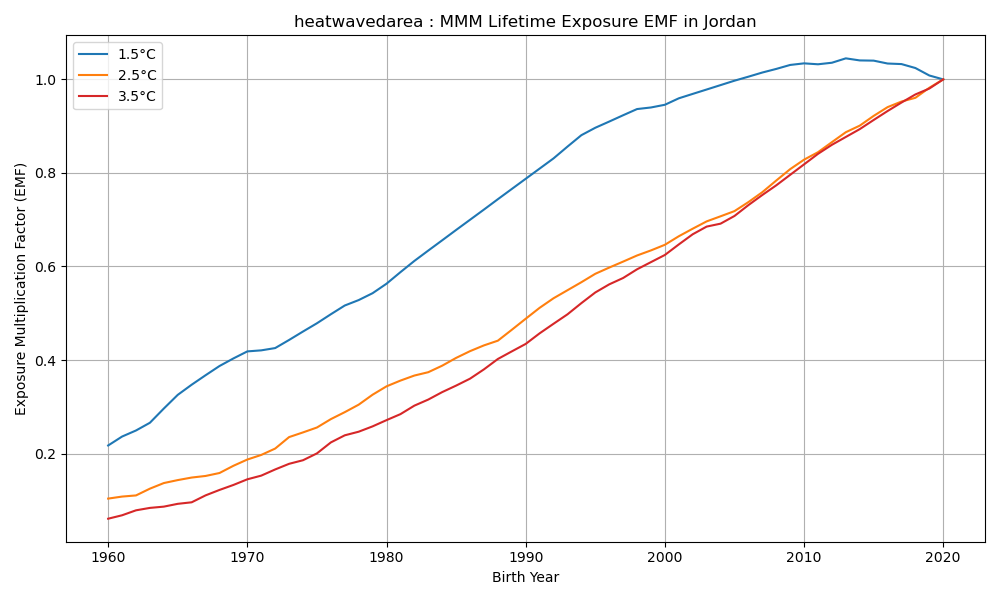 heatwavedarea : MMM Lifetime Exposure EMF in Jordan
1.5°C
2.5°C
3.5°C
Exposure Multiplication Factor (EMF)
1.0
0.8
0.6
0.4
0.2
1960 1970 1980 1990 2000 2010 2020
Birth Year